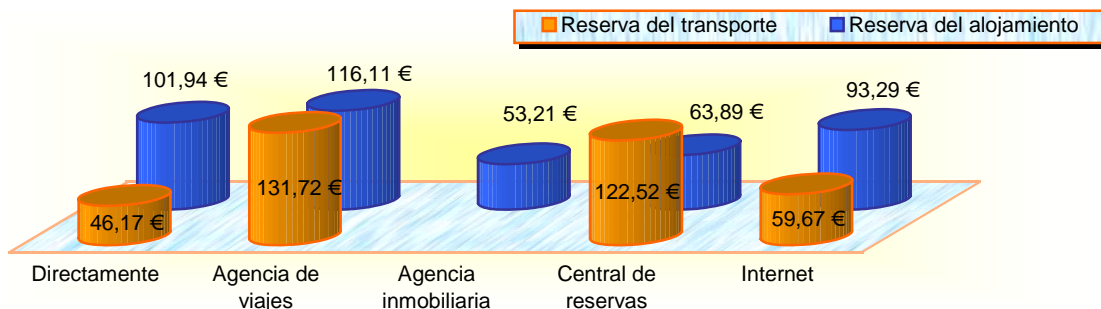 Reserva del transporte Reserva del alojamiento
101,94 €
116,11 €
53,21 €
63,89 €
93,29 €
46,17 €
131,72 €
122,52 €
59,67 €
Directamente
Agencia de
viajes
Agencia
inmobiliaria
Central de
reservas
Internet